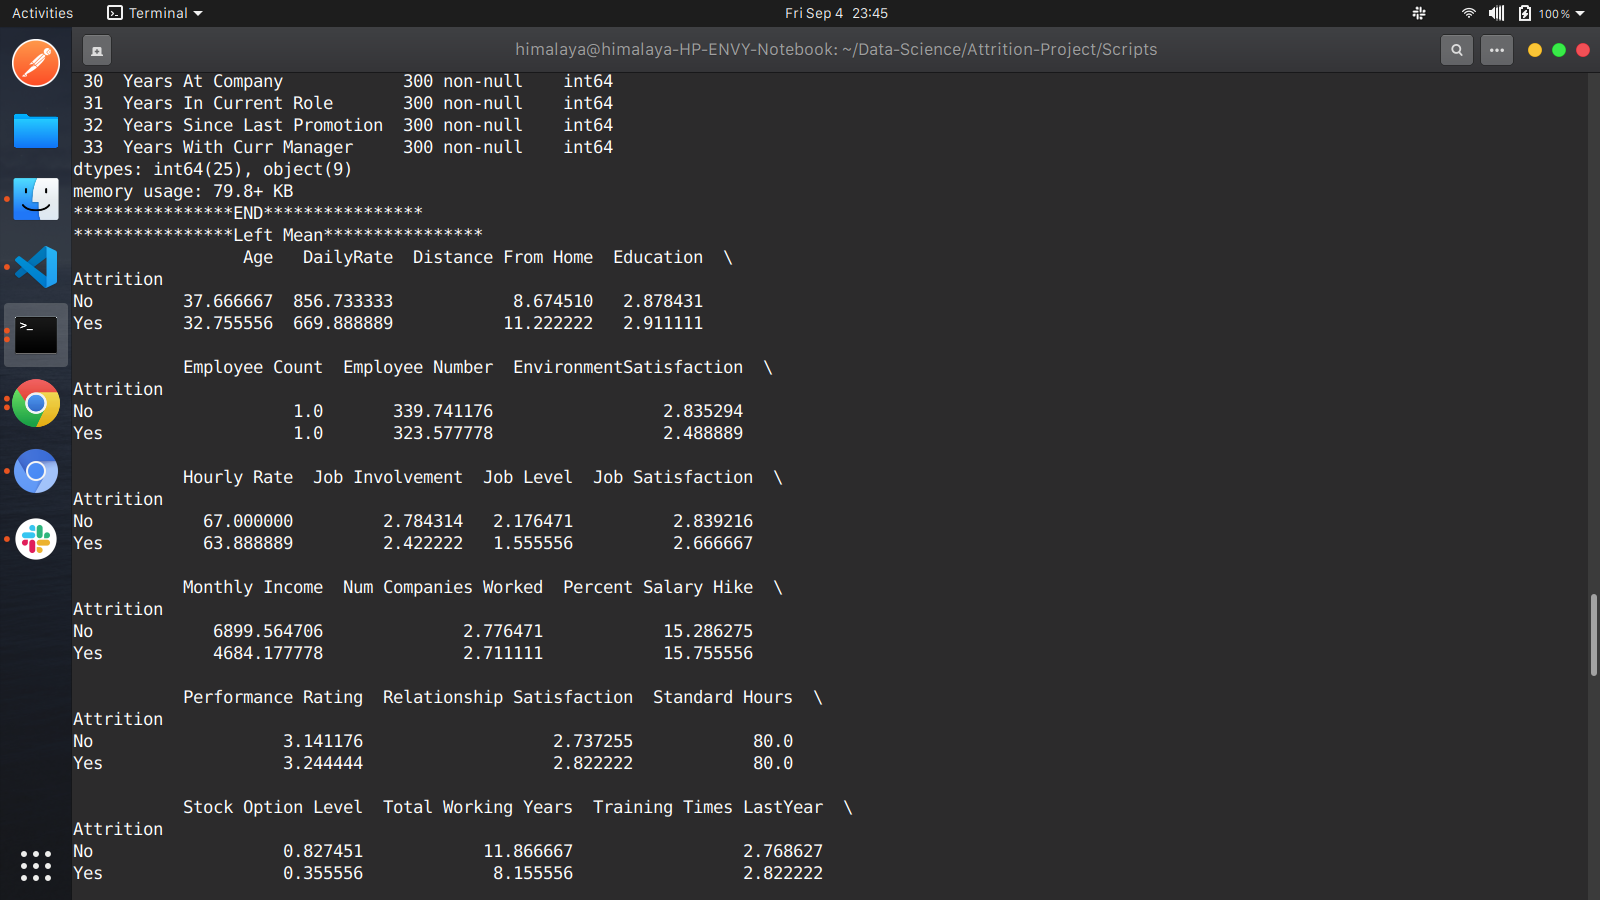 Activities Terminal Fri Sep 4 23:45 100%
himalaya@himalaya-HP-ENVY-Notebook: ~/Data-Science/Attrition-Project/Scripts
30 Years At Company 300 non-null int64
31 Years In Current Role 300 non-null int64
32 Years Since Last Promotion 300 non-null int64
33 Years With Curr Manager 300 non-null int64
dtypes: int64(25), object(9)
memory usage: 79.8+ KB
****************END****************
****************Left Mean****************
Age DailyRate Distance From Home Education \
Attrition
No 37.666667 856.733333 8.674510 2.878431
Yes 32.755556 669.888889 11.222222 2.911111
Employee Count Employee Number EnvironmentSatisfaction \
Attrition
No 1.0 339.741176 2.835294
Yes 1.0 323.577778 2.488889
Hourly Rate Job Involvement Job Level Job Satisfaction \
Attrition
No 67.000000 2.784314 2.176471 2.839216
Yes 63.888889 2.422222 1.555556 2.666667
Monthly Income Num Companies Worked Percent Salary Hike \
Attrition
No 6899.564706 2.776471 15.286275
Yes 4684.177778 2.711111 15.755556
Performance Rating Relationship Satisfaction Standard Hours \
Attrition
No 3.141176 2.737255 80.0
Yes 3.244444 2.822222 80.0
Stock Option Level Total Working Years Training Times LastYear \
Attrition
No 0.827451 11.866667 2.768627
Yes 0.355556 8.155556 2.822222